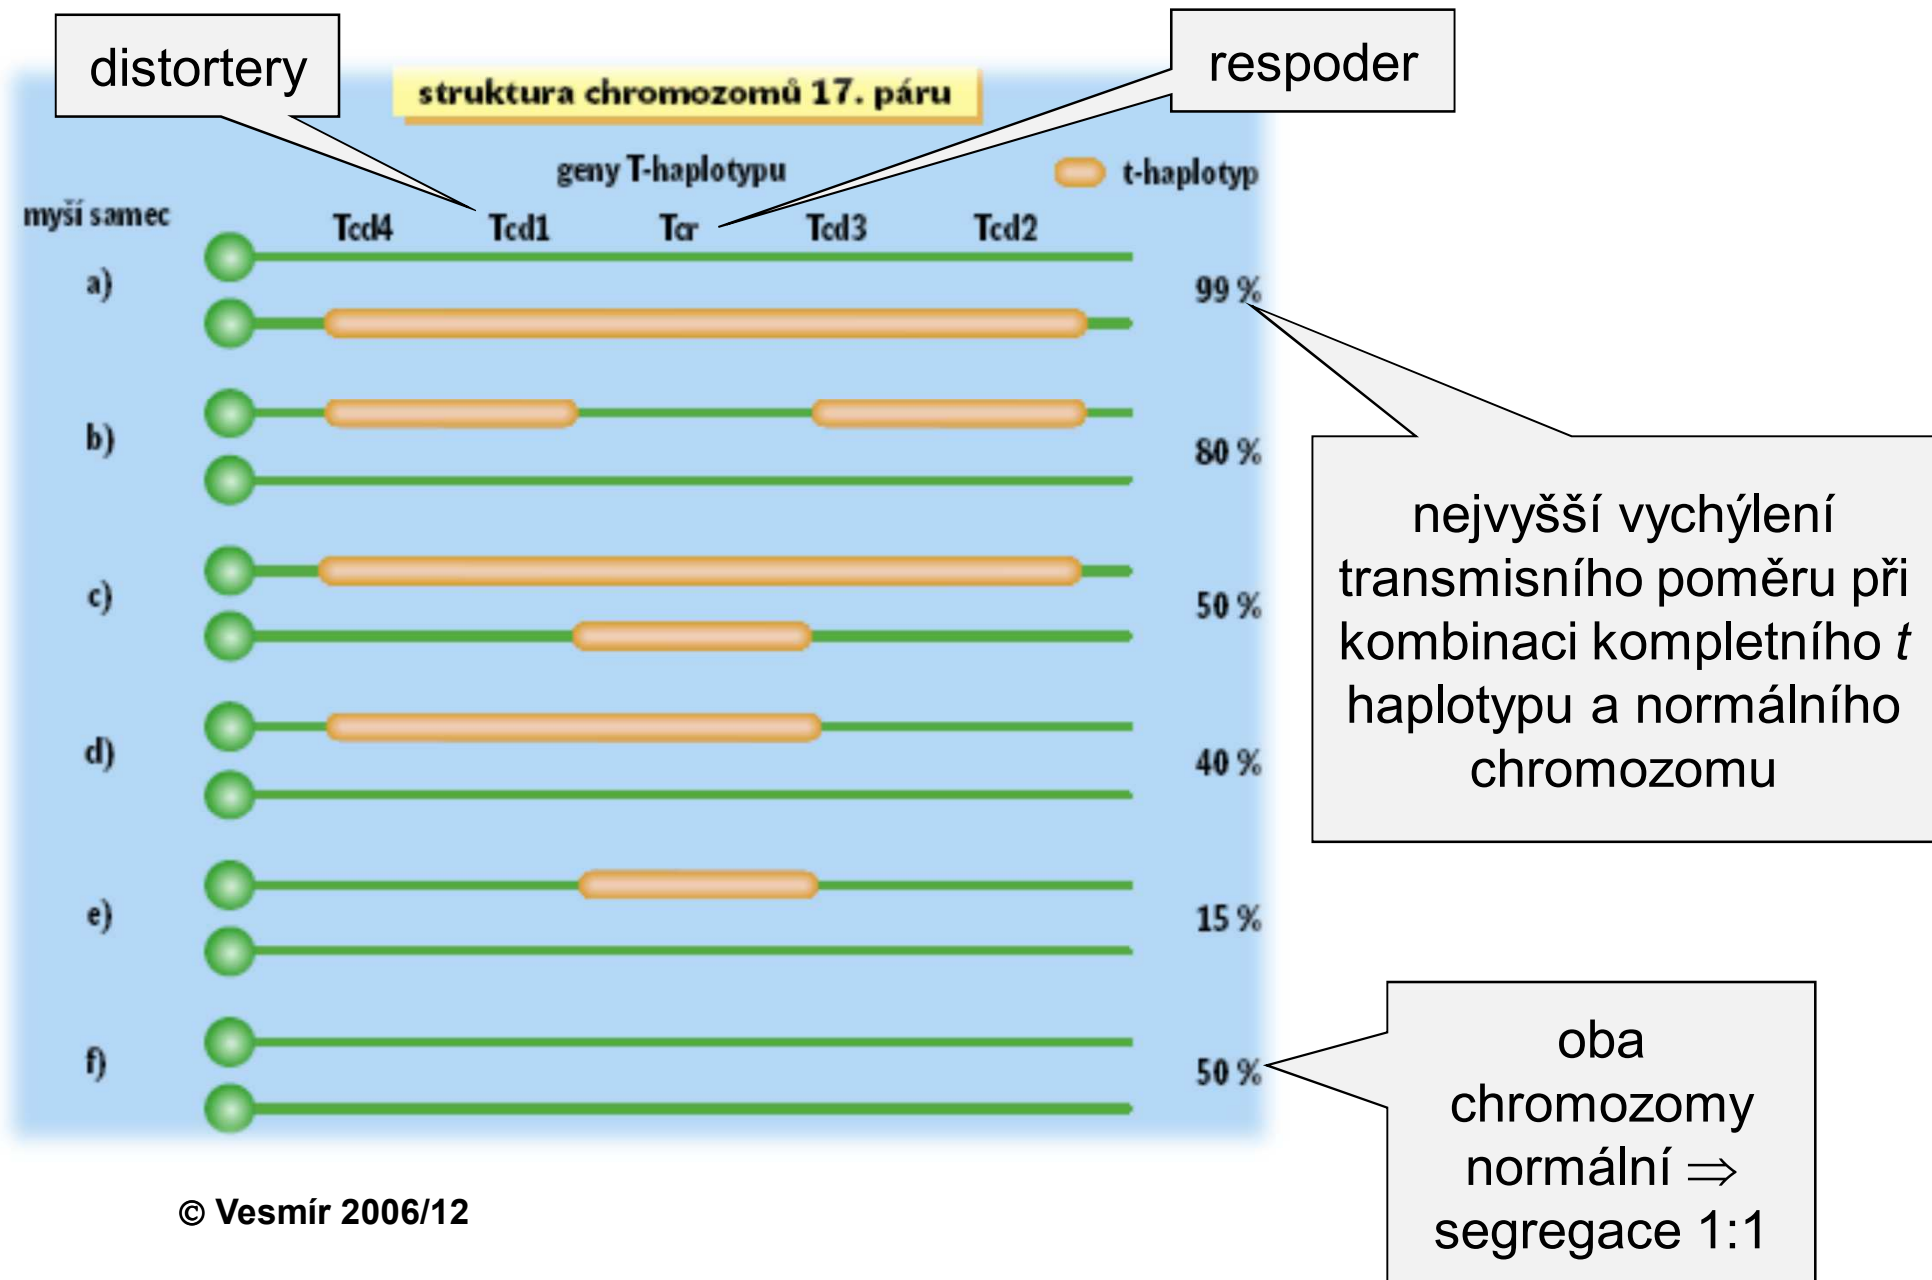 distortery
respoder
struktura chromozomů 17. páru
geny T-haplotypu
t-haplotyp
myší samec
Tcd4 Tcd1 Tcr Tcd3 Tcd2
a)
99 %
b)
80 %
c)
50 %
d)
40 %
e)
15 %
f)
50 %
nejvyšší vychýlení
transmisního poměru při
kombinaci kompletního t
haplotypu a normálního
chromozomu
oba
chromozomy
normální ⇒
segregace 1:1
© Vesmír 2006/12